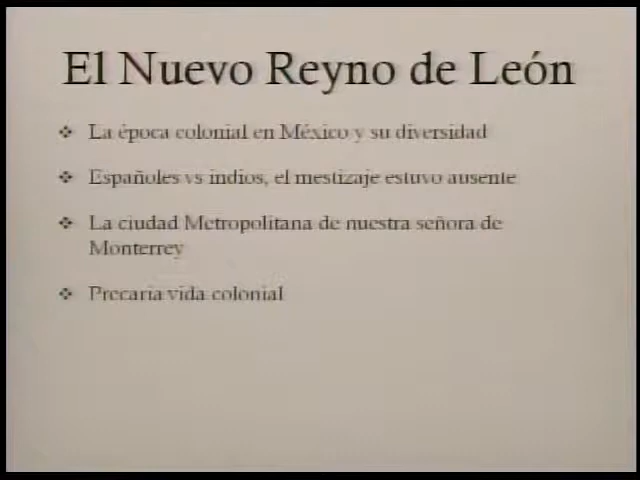 El Nuevo Reyno de León
❖ La época colonial en México y su diversidad
❖ Españoles vs indios, el mestizaje estuvo ausente
❖ La ciudad Metropolitana de nuestra señora de
Monterrey
❖ Precaria vida colonial